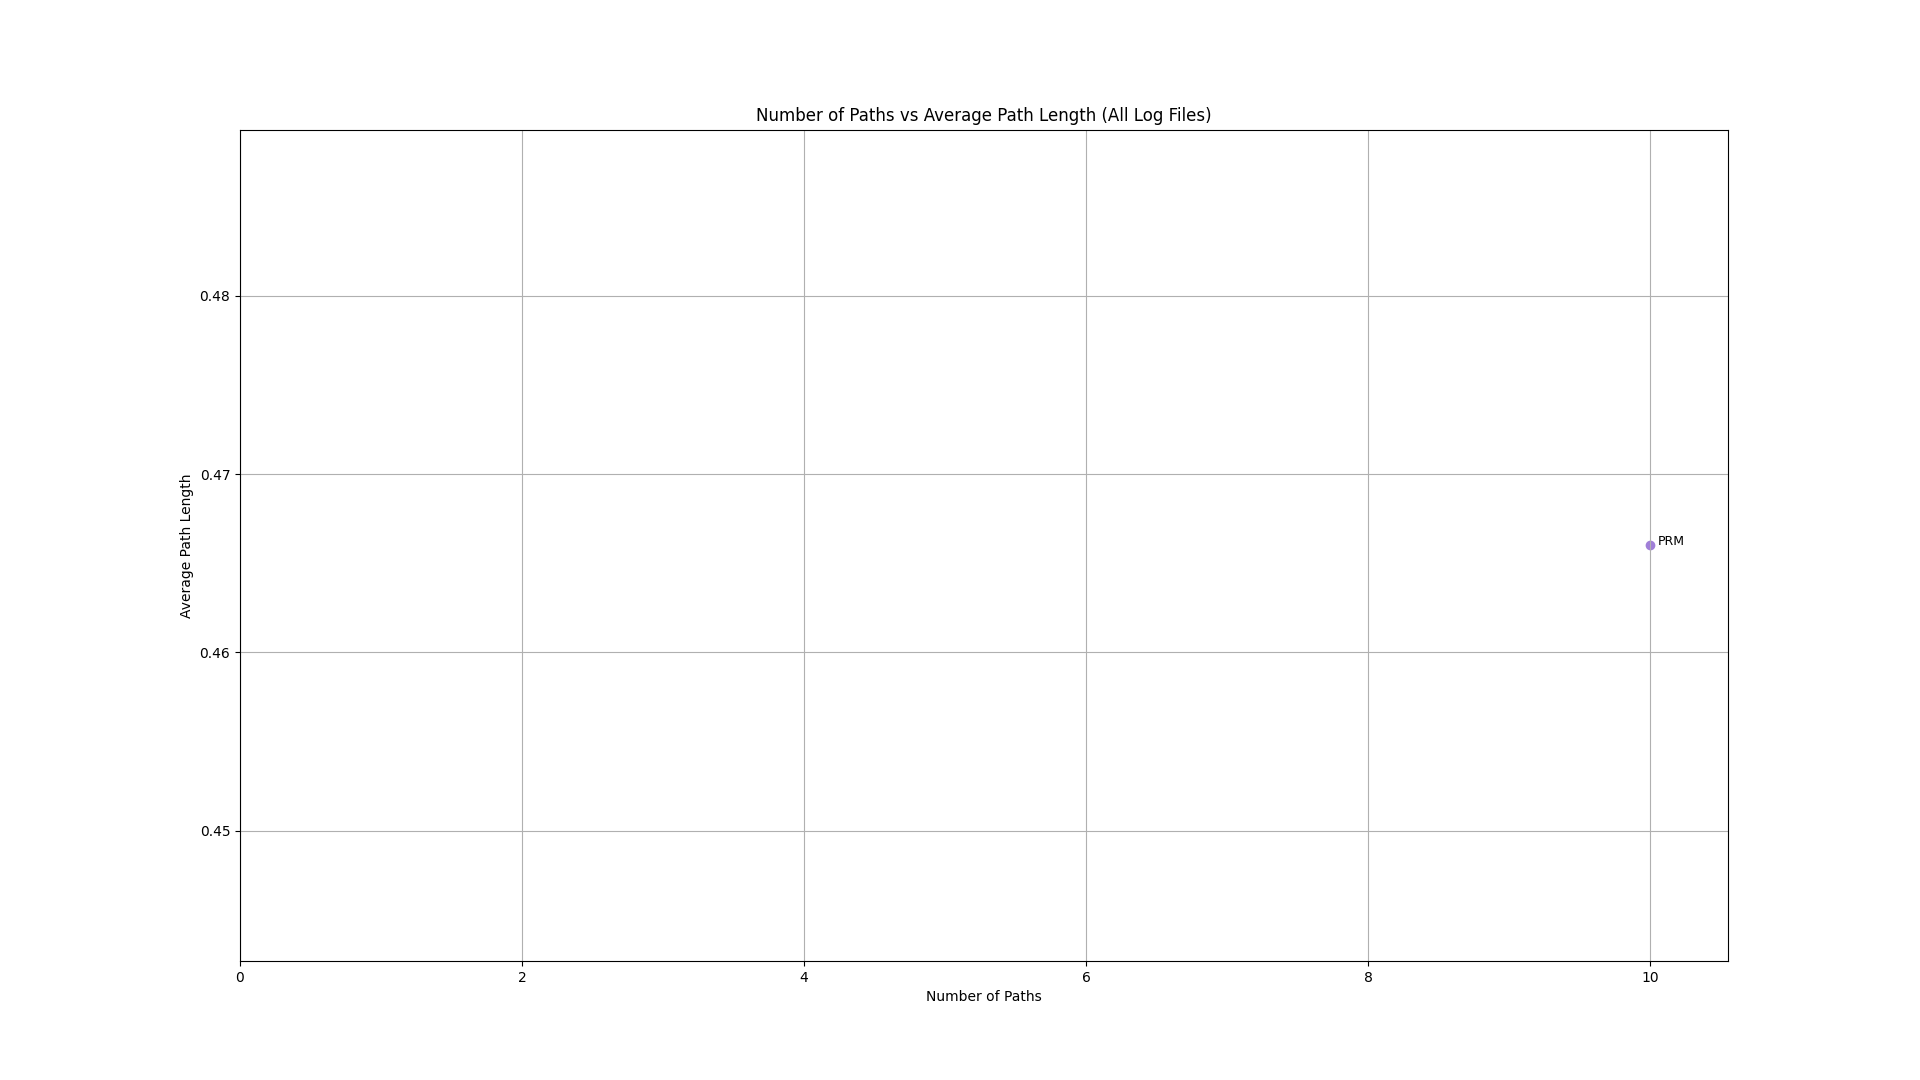 Number of Paths vs Average Path Length (All Log Files)
0.48
0.47
0.46
0.45
Average Path Length
PRM
0 2 4 6 8 10
Number of Paths